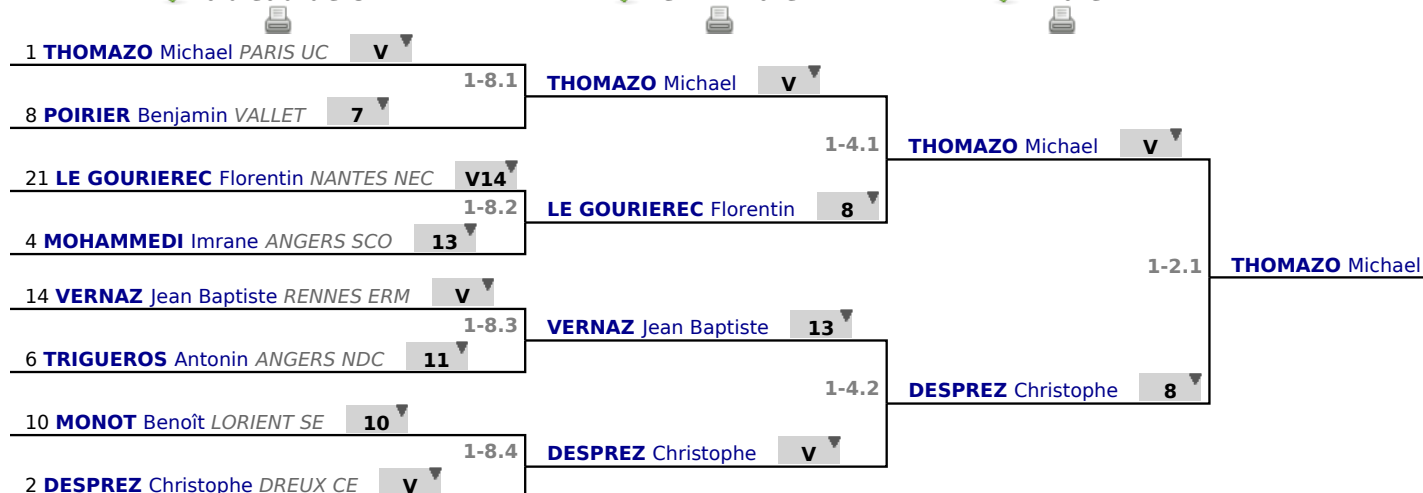 1 THOMAZO Michael PARIS UC V
1-8.1
THOMAZO Michael V
8 POIRIER Benjamin VALLET 7
1-4.1
THOMAZO Michael V
21 LE GOURIEREC Florentin NANTES NEC V14
1-8.2
LE GOURIEREC Florentin 8
4 MOHAMMEDI Imrane ANGERS SCO 13
1-2.1
THOMAZO Michael
14 VERNAZ Jean Baptiste RENNES ERM V
1-8.3
VERNAZ Jean Baptiste 13
6 TRIGUEROS Antonin ANGERS NDC 11
1-4.2
DESPREZ Christophe 8
10 MONOT Benoît LORIENT SE 10
1-8.4
DESPREZ Christophe V
2 DESPREZ Christophe DREUX CE V